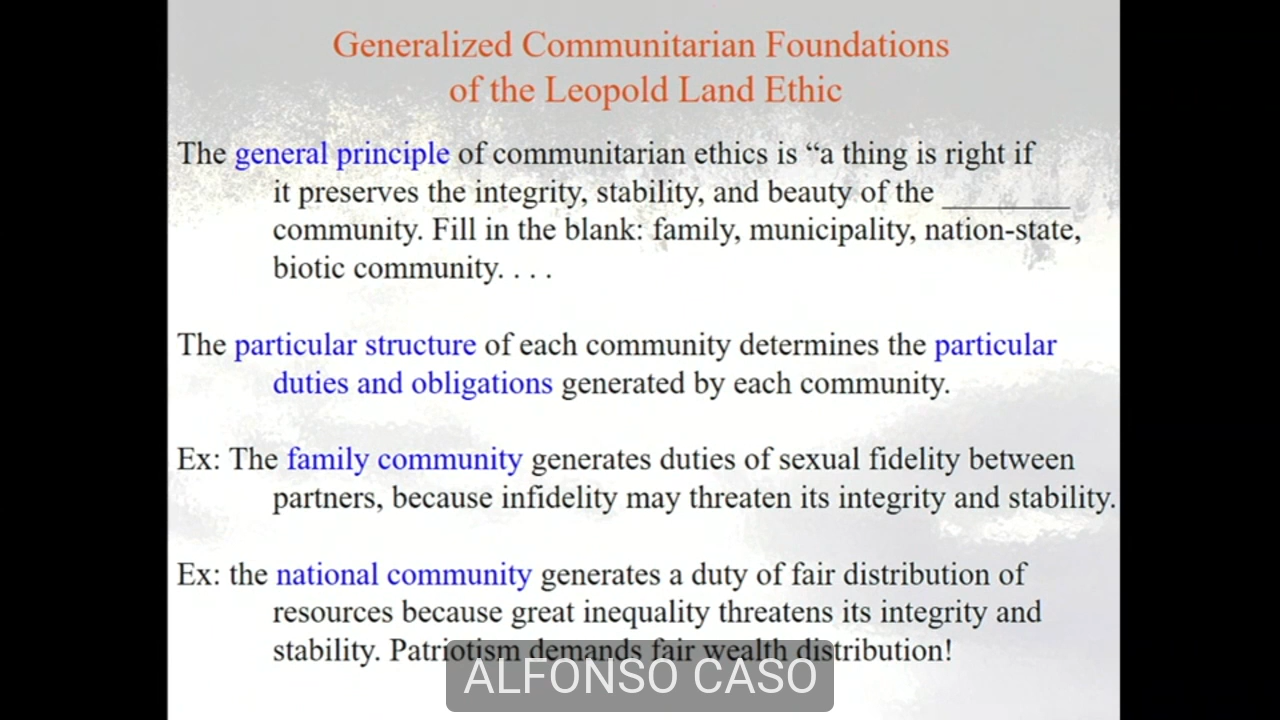 Generalized Communitarian Foundations
of the Leopold Land Ethic
The general principle of communitarian ethics is “a thing is right if
it preserves the integrity, stability, and beauty of the ________
community. Fill in the blank: family, municipality, nation-state,
biotic community. . . .
The particular structure of each community determines the particular
duties and obligations generated by each community.
Ex: The family community generates duties of sexual fidelity between
partners, because infidelity may threaten its integrity and stability.
Ex: the national community generates a duty of fair distribution of
resources because great inequality threatens its integrity and
stability. Patriotism demands fair wealth distribution!
ALFONSO CASO